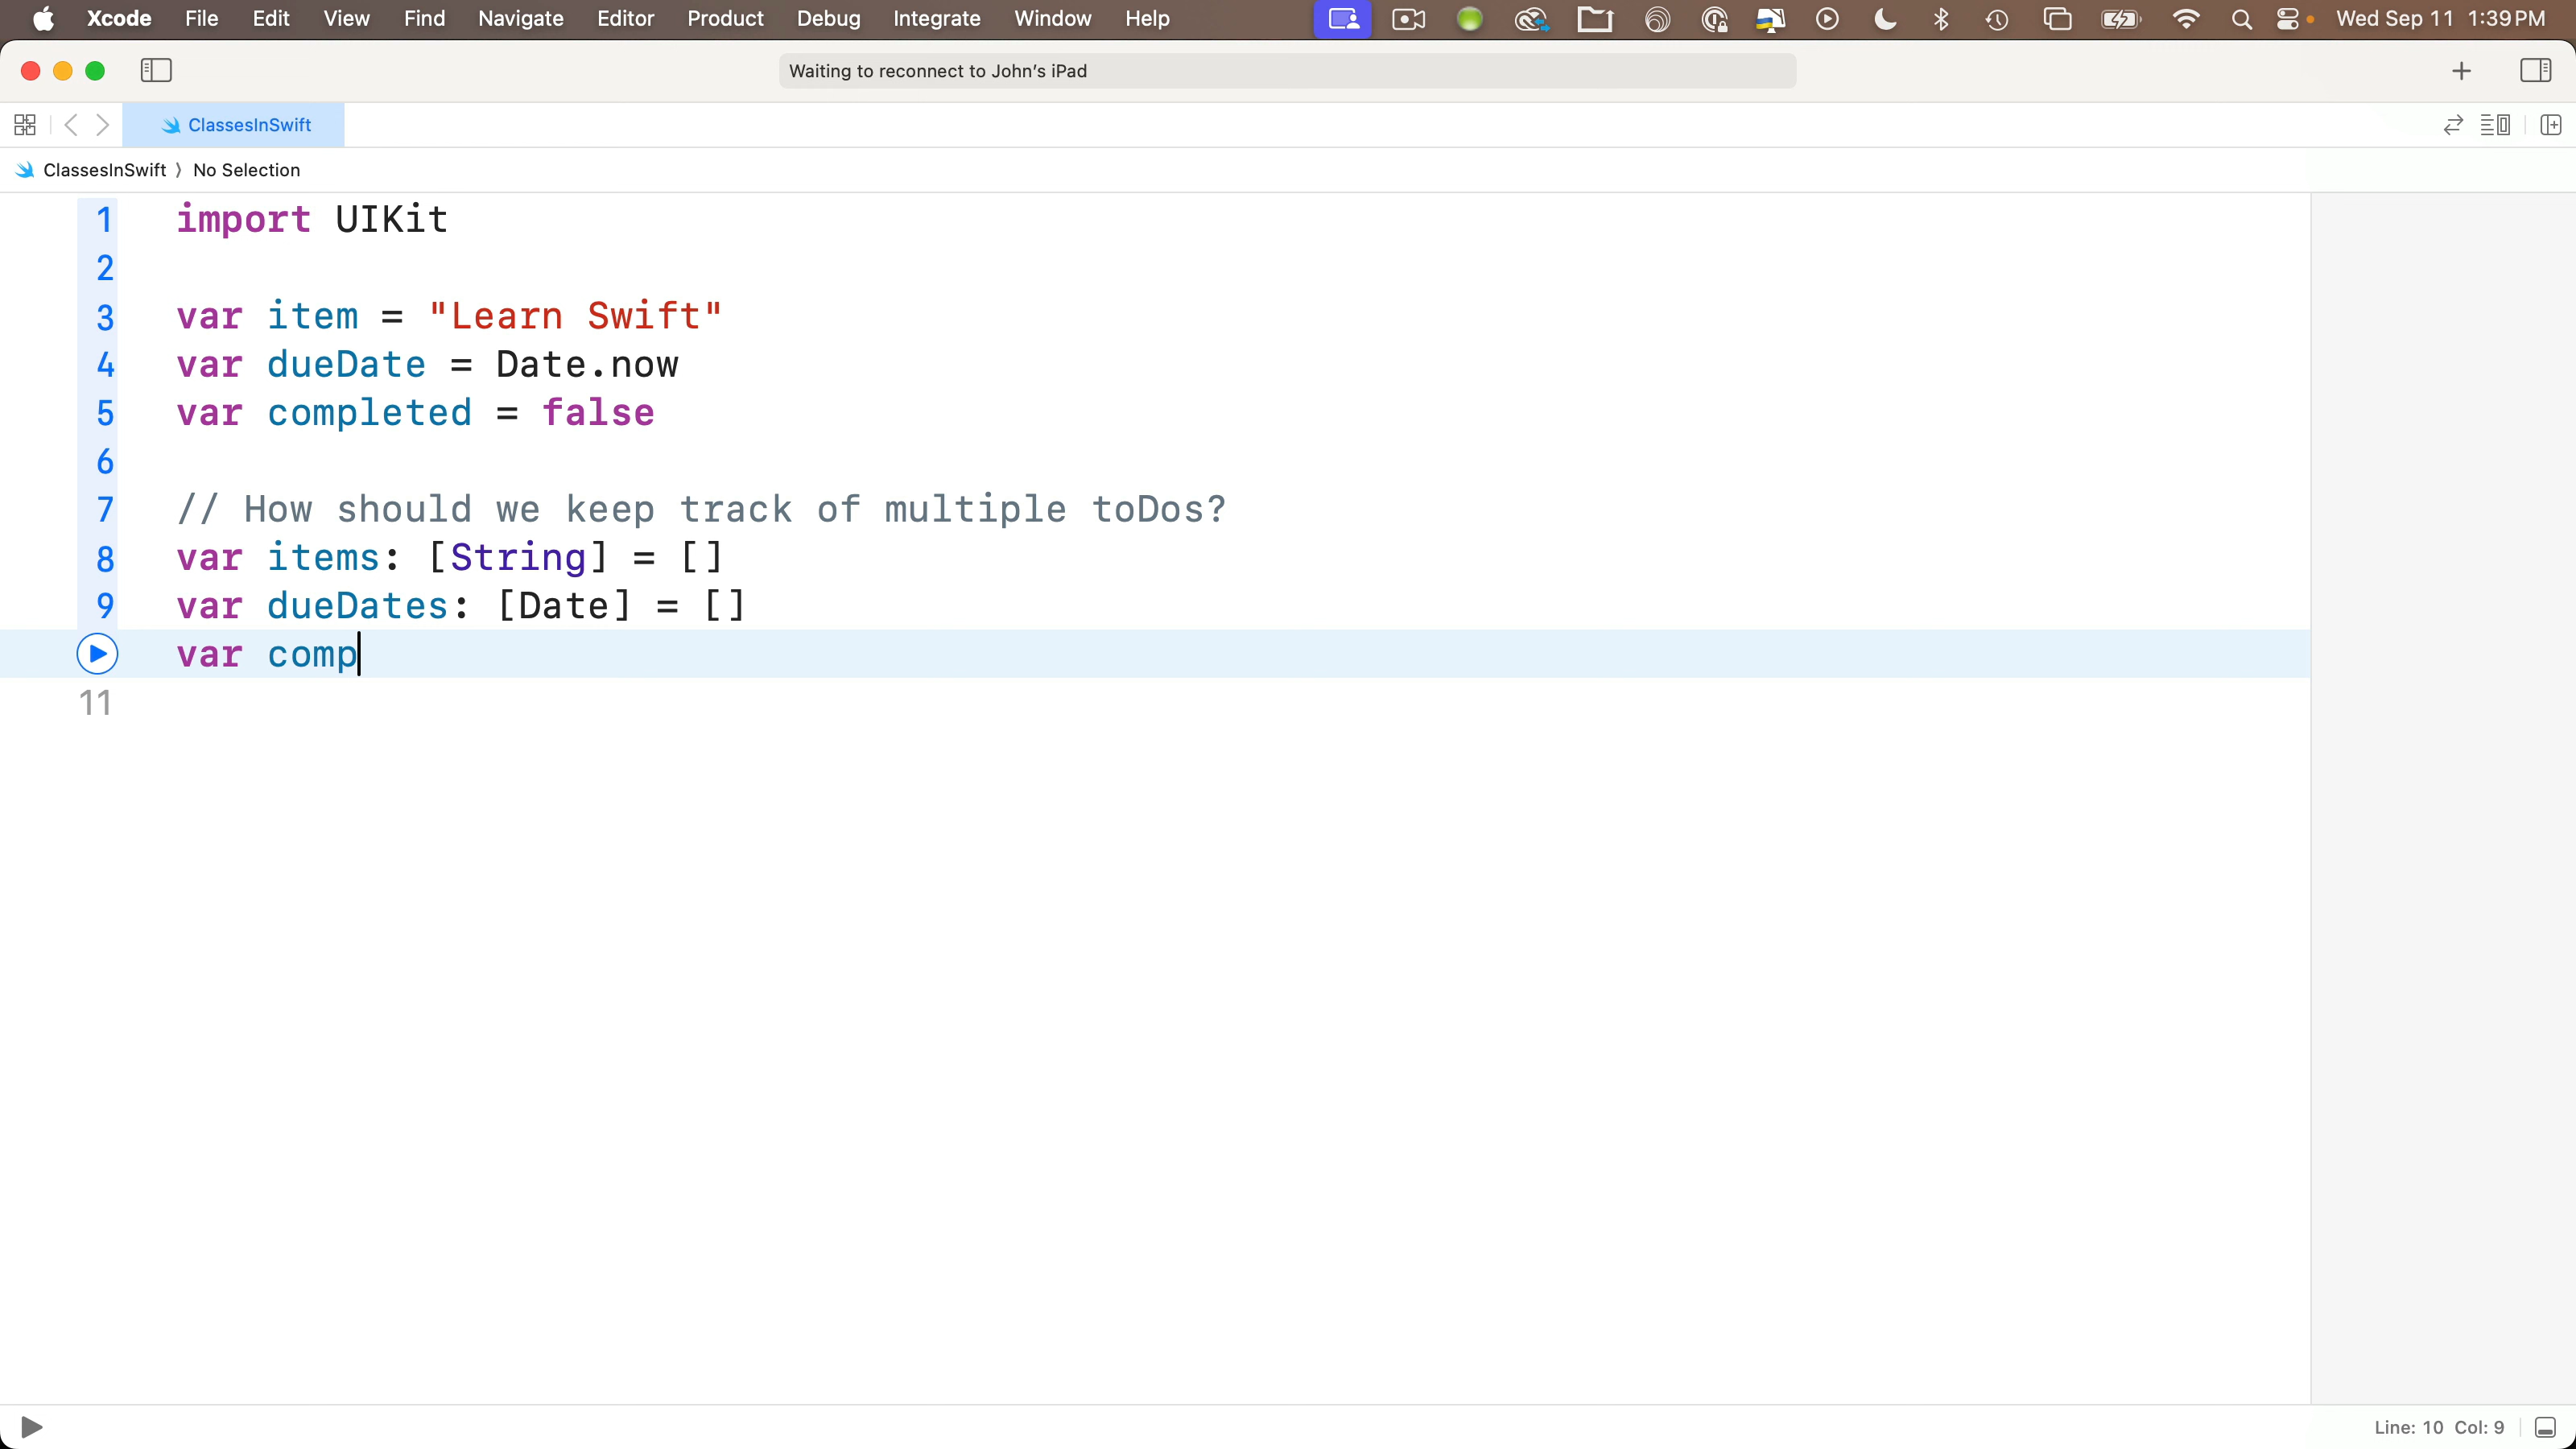 Xcode File Edit View Find Navigate Editor Product Debug Integrate Window Help Wed Sep 11 1:39 PM
Waiting to reconnect to John's iPad
ClassesInSwift
ClassesInSwift 〉 No Selection
1 import UIKit
2
3 var item = "Learn Swift"
4 var dueDate = Date.now
5 var completed = false
6
7 // How should we keep track of multiple toDos?
8 var items: [String] = []
9 var dueDates: [Date] = []
var comp
11
Line: 10 Col: 9